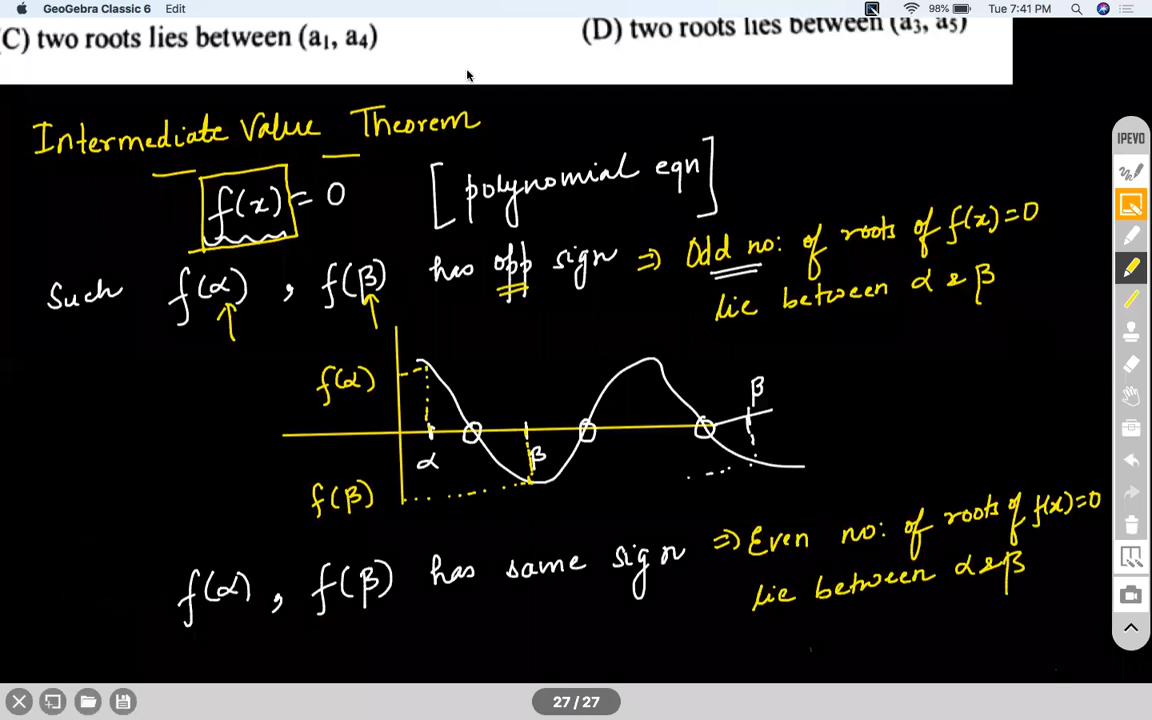 GeoGebra Classic 6 Edit 98% Tue 7:41 PM
C) two roots lies between (a₁, a₄) (D) two roots lies between (a₃, a₅)
Intermediate Value Theorem
IPEVO
f(x) = 0 [polynomial eqn]
Such f(α), f(β) has opp sign ⇒ Odd no: of roots of f(x)=0
lie between α & β
f(α)
β
α β
f(β)
f(α), f(β) has same sign ⇒ Even no: of roots of f(x)=0
lie between α & β
27 / 27